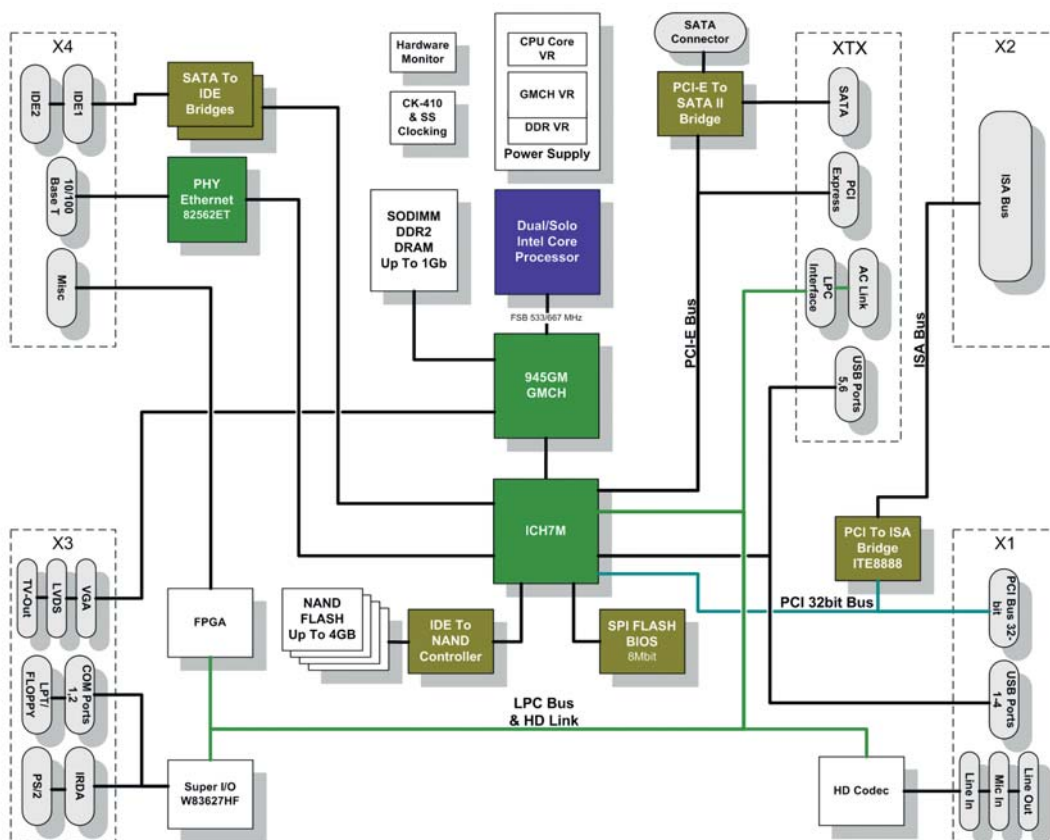 X4
IDE2
IDE1
10/100
Base T
Misc
SATA To
IDE
Bridges
PHY
Ethernet
82562ET
Hardware
Monitor
CK-410
& SS
Clocking
CPU Core
VR
GMCH VR
DDR VR
Power Supply
SODIMM
DDR2
DRAM
Up To 1Gb
Dual/Solo
Intel Core
Processor
FSB 533/667 MHz
945GM
GMCH
ICH7M
SATA
Connector
PCI-E To
SATA II
Bridge
PCI-E Bus
XTX
SATA
PCI
Express
LPC
Interface
AC Link
USB Ports
5,6
X2
ISA Bus
ISA Bus
PCI To ISA
Bridge
ITE8888
PCI 32bit Bus
X1
PCI Bus 32-
bit
USB Ports
1-4
Line In
Mic In
Line Out
HD Codec
X3
TV-Out
LVDS
VGA
LPT/
FLOPPY
COM Ports
1,2
PS/2
IRDA
FPGA
Super I/O
W83627HF
NAND
FLASH
Up To 4GB
IDE To
NAND
Controller
SPI FLASH
BIOS
8Mbit
LPC Bus
& HD Link